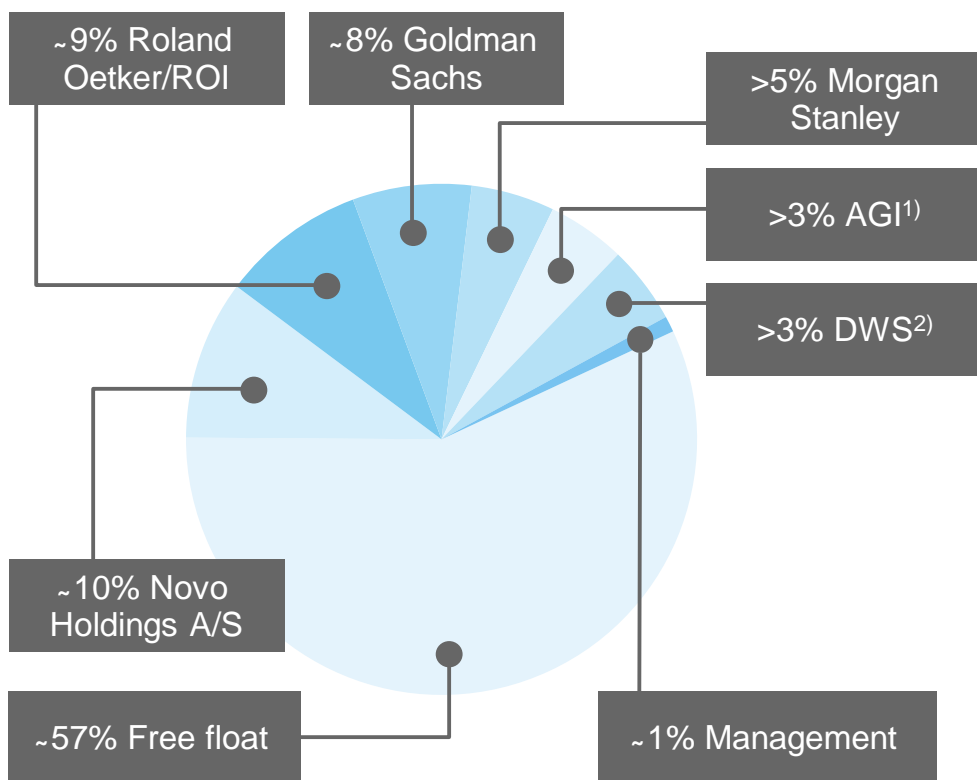 ~9% Roland
Oetker/ROI
~8% Goldman
Sachs
>5% Morgan
Stanley
>3% AGI1)
>3% DWS2)
~10% Novo
Holdings A/S
~57% Free float
~1% Management